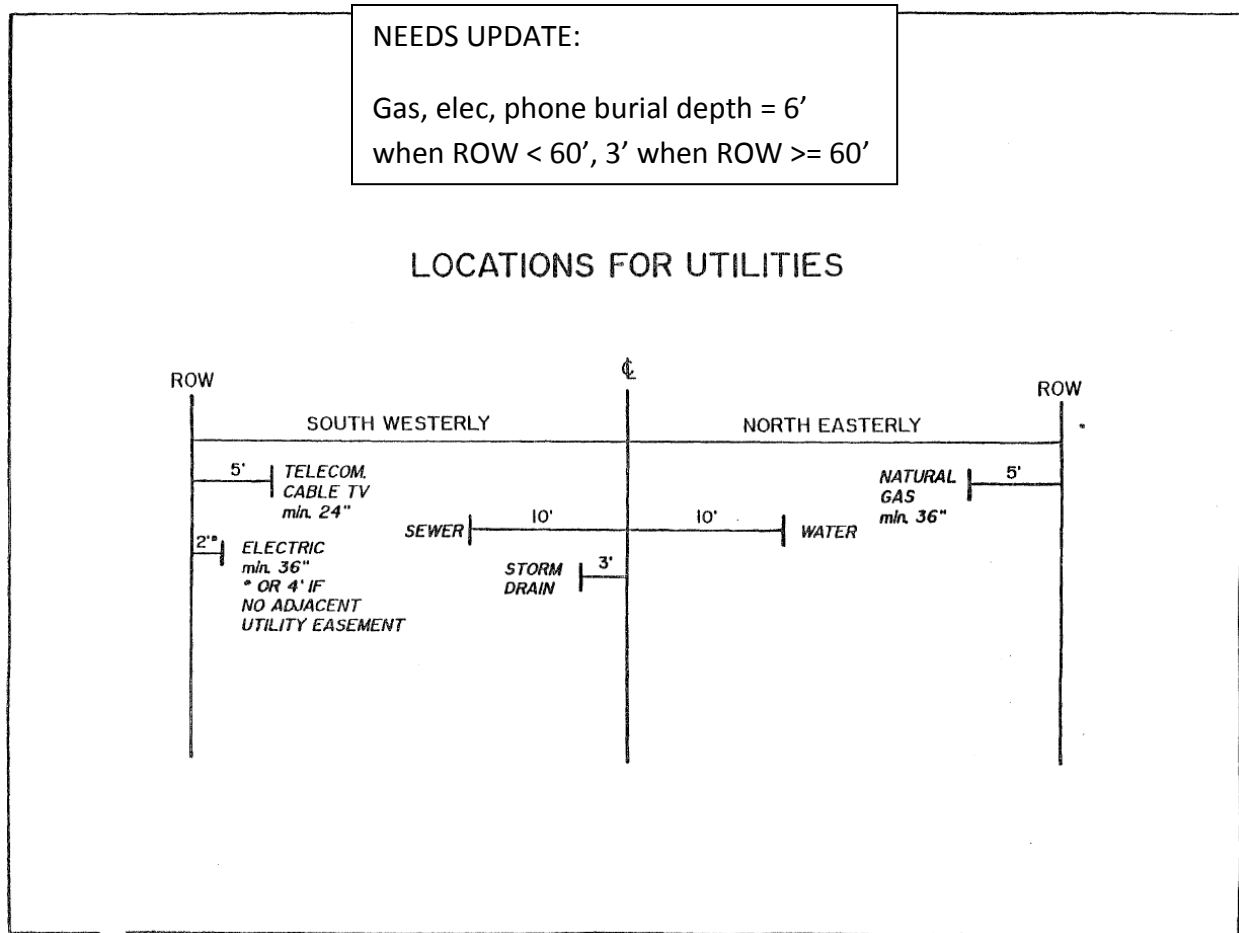 NEEDS UPDATE:
Gas, elec, phone burial depth = 6’
when ROW < 60’, 3’ when ROW >= 60’
LOCATIONS FOR UTILITIES
℄
ROW
ROW
SOUTH WESTERLY
NORTH EASTERLY
5'
TELECOM.
CABLE TV
min. 24"
NATURAL
GAS
min. 36"
5'
SEWER
10'
10'
WATER
2'*
ELECTRIC
min. 36"
* OR 4' IF
NO ADJACENT
UTILITY EASEMENT
STORM
DRAIN
3'